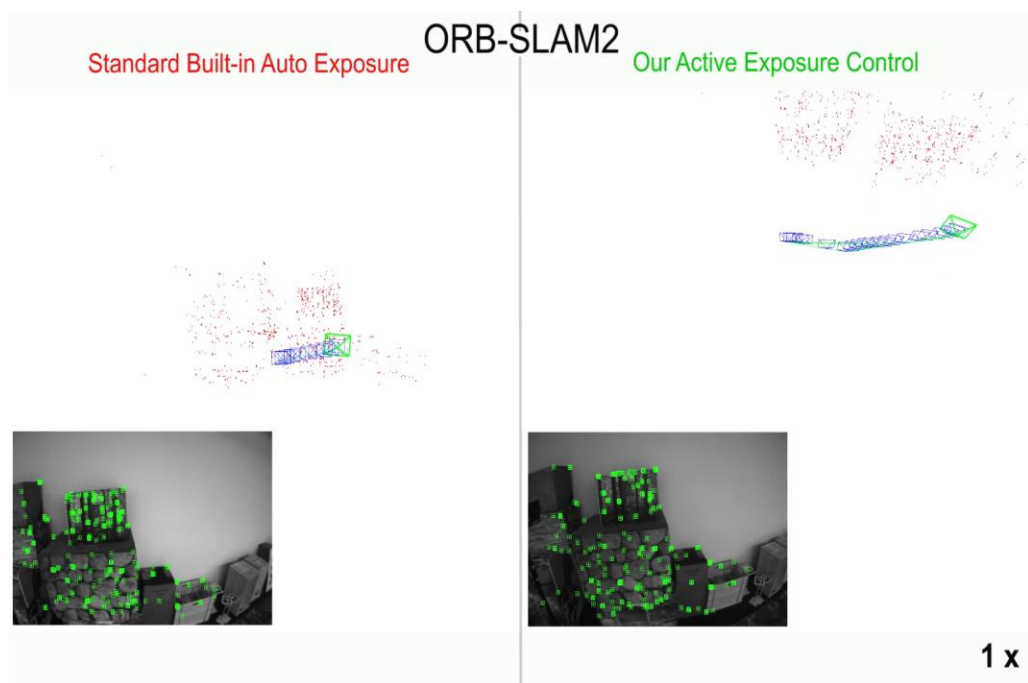 ORB-SLAM2
Standard Built-in Auto Exposure
Our Active Exposure Control
1 x